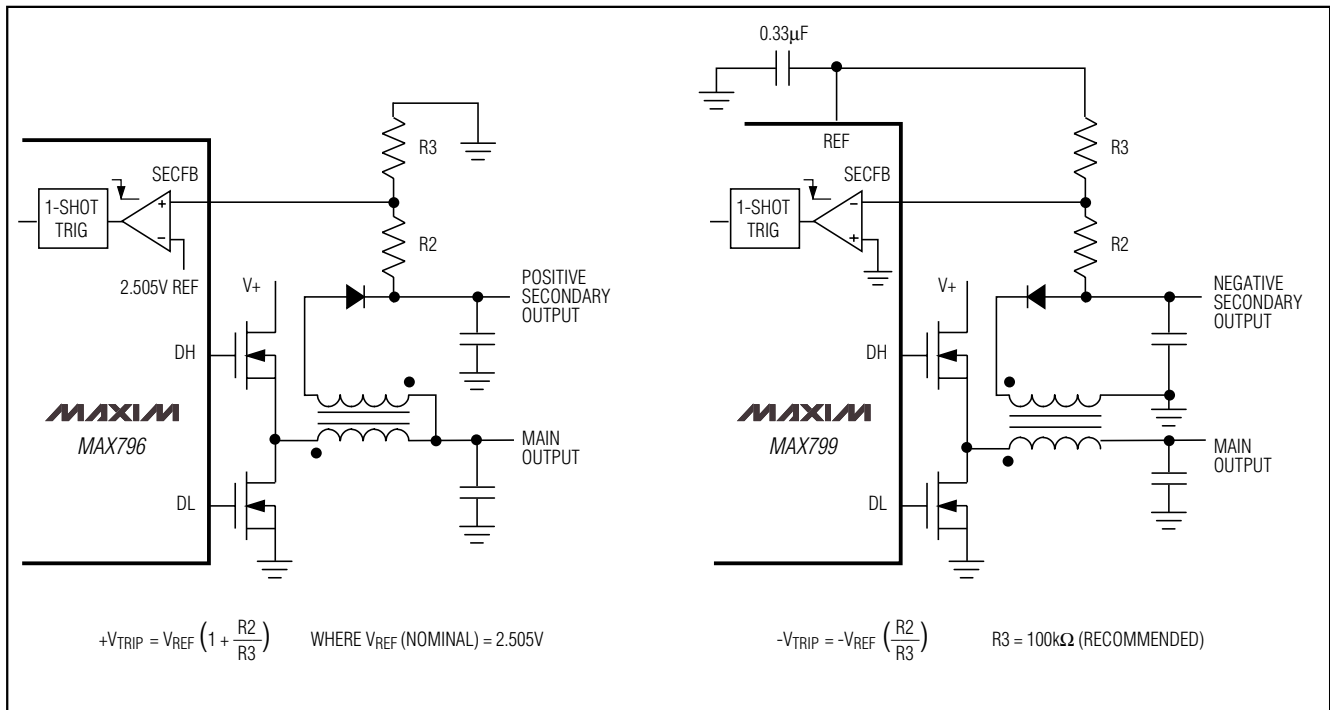 R3
SECFB
1-SHOT
TRIG
+
−
2.505V REF
R2
V+
POSITIVE
SECONDARY
OUTPUT
DH
MAXIM
MAX796
MAIN
OUTPUT
DL
+VTRIP = VREF (1 + R2/R3) WHERE VREF (NOMINAL) = 2.505V
0.33µF
REF
R3
SECFB
1-SHOT
TRIG
−
+
R2
V+
NEGATIVE
SECONDARY
OUTPUT
DH
MAXIM
MAX799
MAIN
OUTPUT
DL
-VTRIP = -VREF (R2/R3) R3 = 100kΩ (RECOMMENDED)